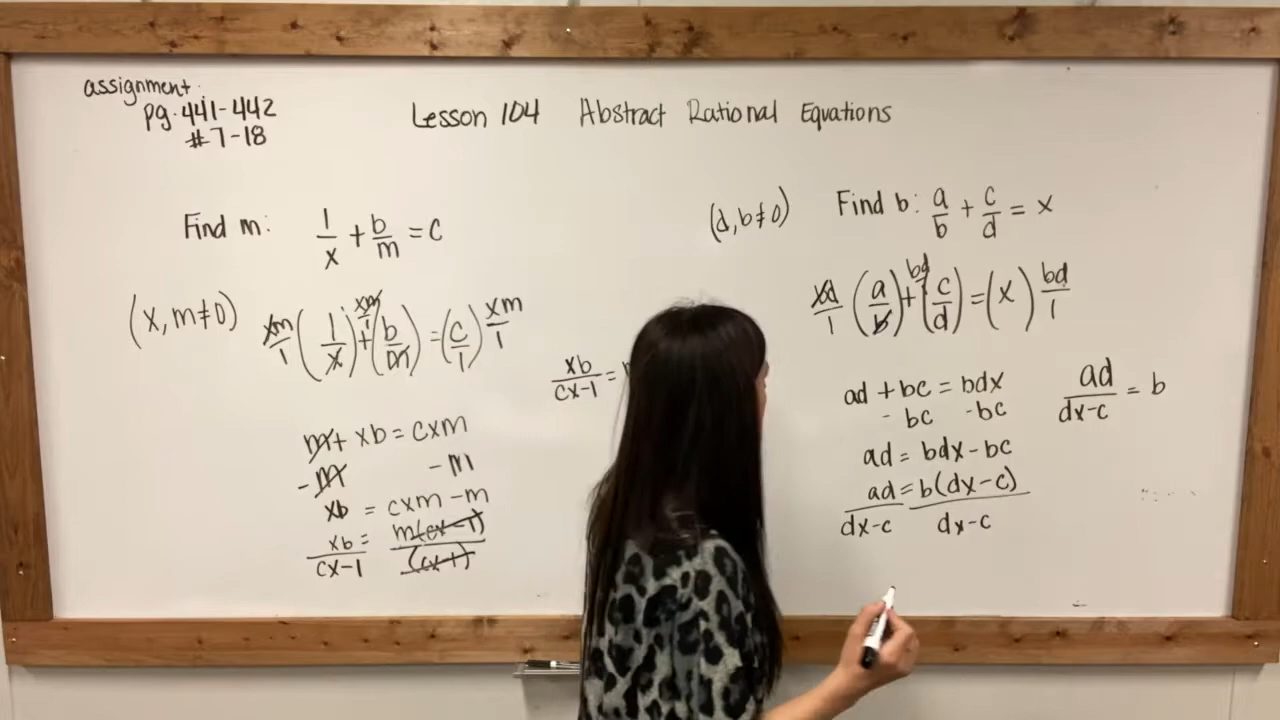 assignment
pg. 441-442
#7-18
Lesson 104 Abstract Rational Equations
Find m: 1/x + b/m = c
(x, m≠0)
xm/1 (1/x) + xm/1 (b/m) = (c/1) xm/1
m + xb = cxm
- m - m
xb = cxm - m
xb/(cx-1) = m(cx-1)/(cx-1)
xb/(cx-1) =
(d, b≠0)
Find b: a/b + c/d = x
/1 (a/b) + bd (c/d) = (x) bd/1
ad + bc = bdx
- bc - bc
ad = bdx - bc
ad/(dx-c) = b(dx-c)/(dx-c)
ad/(dx-c) = b